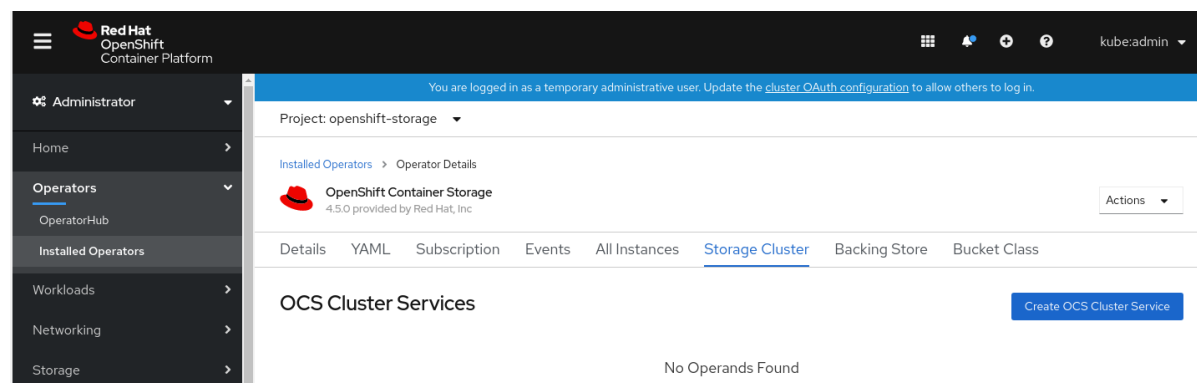 Red Hat
OpenShift
Container Platform
kube:admin
Administrator
You are logged in as a temporary administrative user. Update the cluster OAuth configuration to allow others to log in.
Project: openshift-storage
Home
Installed Operators > Operator Details
Operators
OpenShift Container Storage
4.5.0 provided by Red Hat, Inc
Actions
OperatorHub
Installed Operators
Details YAML Subscription Events All Instances Storage Cluster Backing Store Bucket Class
Workloads
OCS Cluster Services
Create OCS Cluster Service
Networking
Storage
No Operands Found